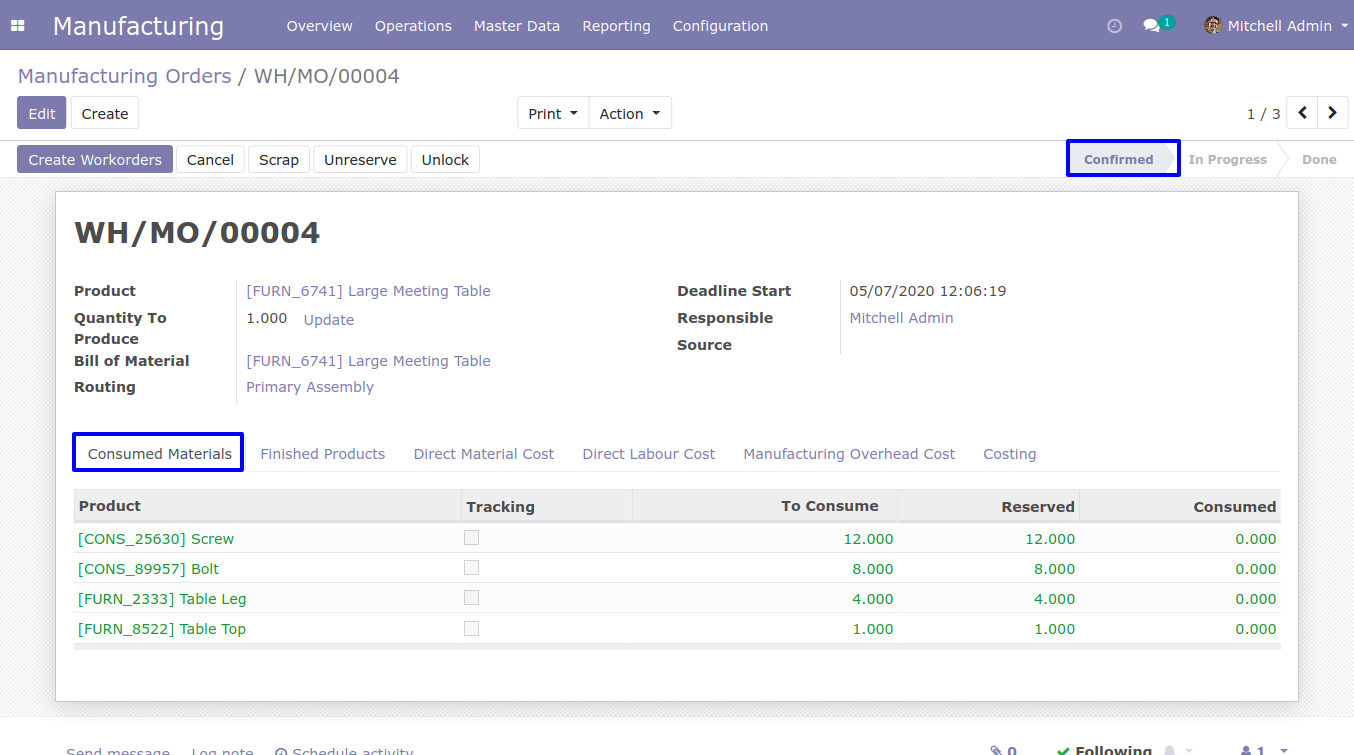 Manufacturing Overview Operations Master Data Reporting Configuration 1 Mitchell Admin
Manufacturing Orders / WH/MO/00004
Edit Create Print Action 1 / 3
Create Workorders Cancel Scrap Unreserve Unlock Confirmed In Progress Done
WH/MO/00004
Product [FURN_6741] Large Meeting Table Deadline Start 05/07/2020 12:06:19
Quantity To Produce 1.000 Update Responsible Mitchell Admin
Source
Bill of Material [FURN_6741] Large Meeting Table
Routing Primary Assembly
Consumed Materials Finished Products Direct Material Cost Direct Labour Cost Manufacturing Overhead Cost Costing
Product Tracking To Consume Reserved Consumed
[CONS_25630] Screw 12.000 12.000 0.000
[CONS_89957] Bolt 8.000 8.000 0.000
[FURN_2333] Table Leg 4.000 4.000 0.000
[FURN_8522] Table Top 1.000 1.000 0.000
Send message Log note Schedule activity 0 Following 1